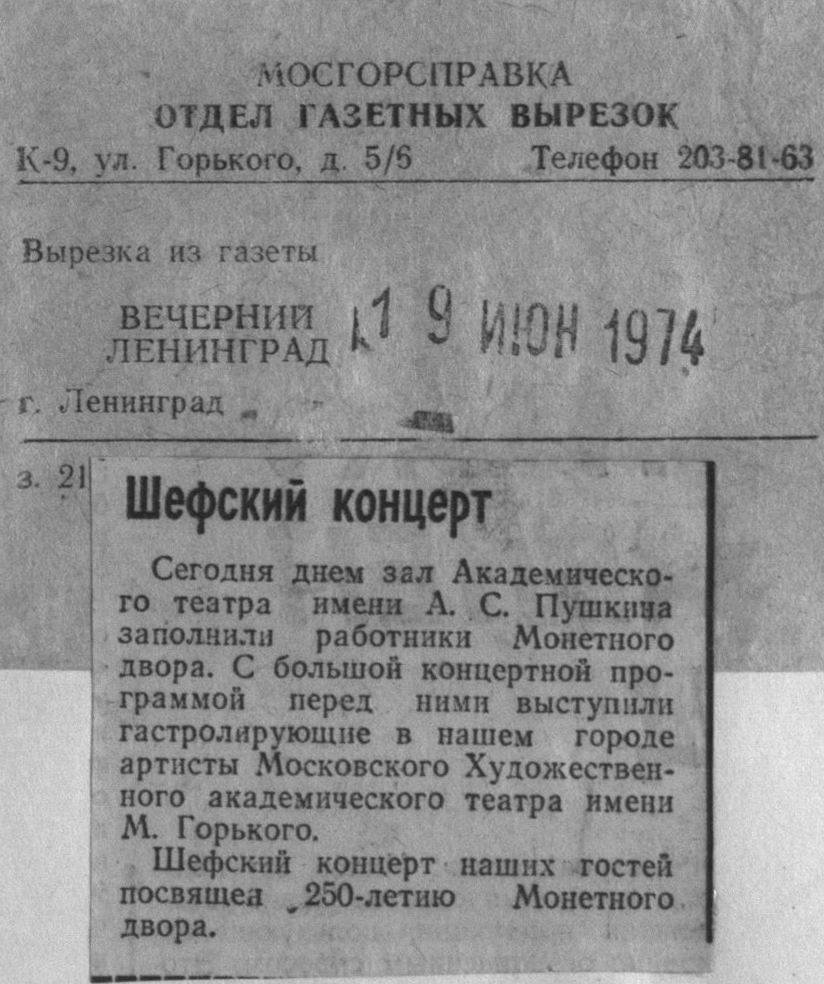 МОСГОРСПРАВКА
ОТДЕЛ ГАЗЕТНЫХ ВЫРЕЗОК
К-9, ул. Горького, д. 5/6 Телефон 203-81-63
Вырезка из газеты
ВЕЧЕРНИЙ
ЛЕНИНГРАД
19 ИЮН 1974
г. Ленинград
з. 21
Шефский концерт
Сегодня днем зал Академическо-
го театра имени А. С. Пушкина
заполнили работники Монетного
двора. С большой концертной про-
граммой перед ними выступили
гастролирующие в нашем городе
артисты Московского Художествен-
ного академического театра имени
М. Горького.
Шефский концерт наших гостей
посвящен 250-летию Монетного
двора.